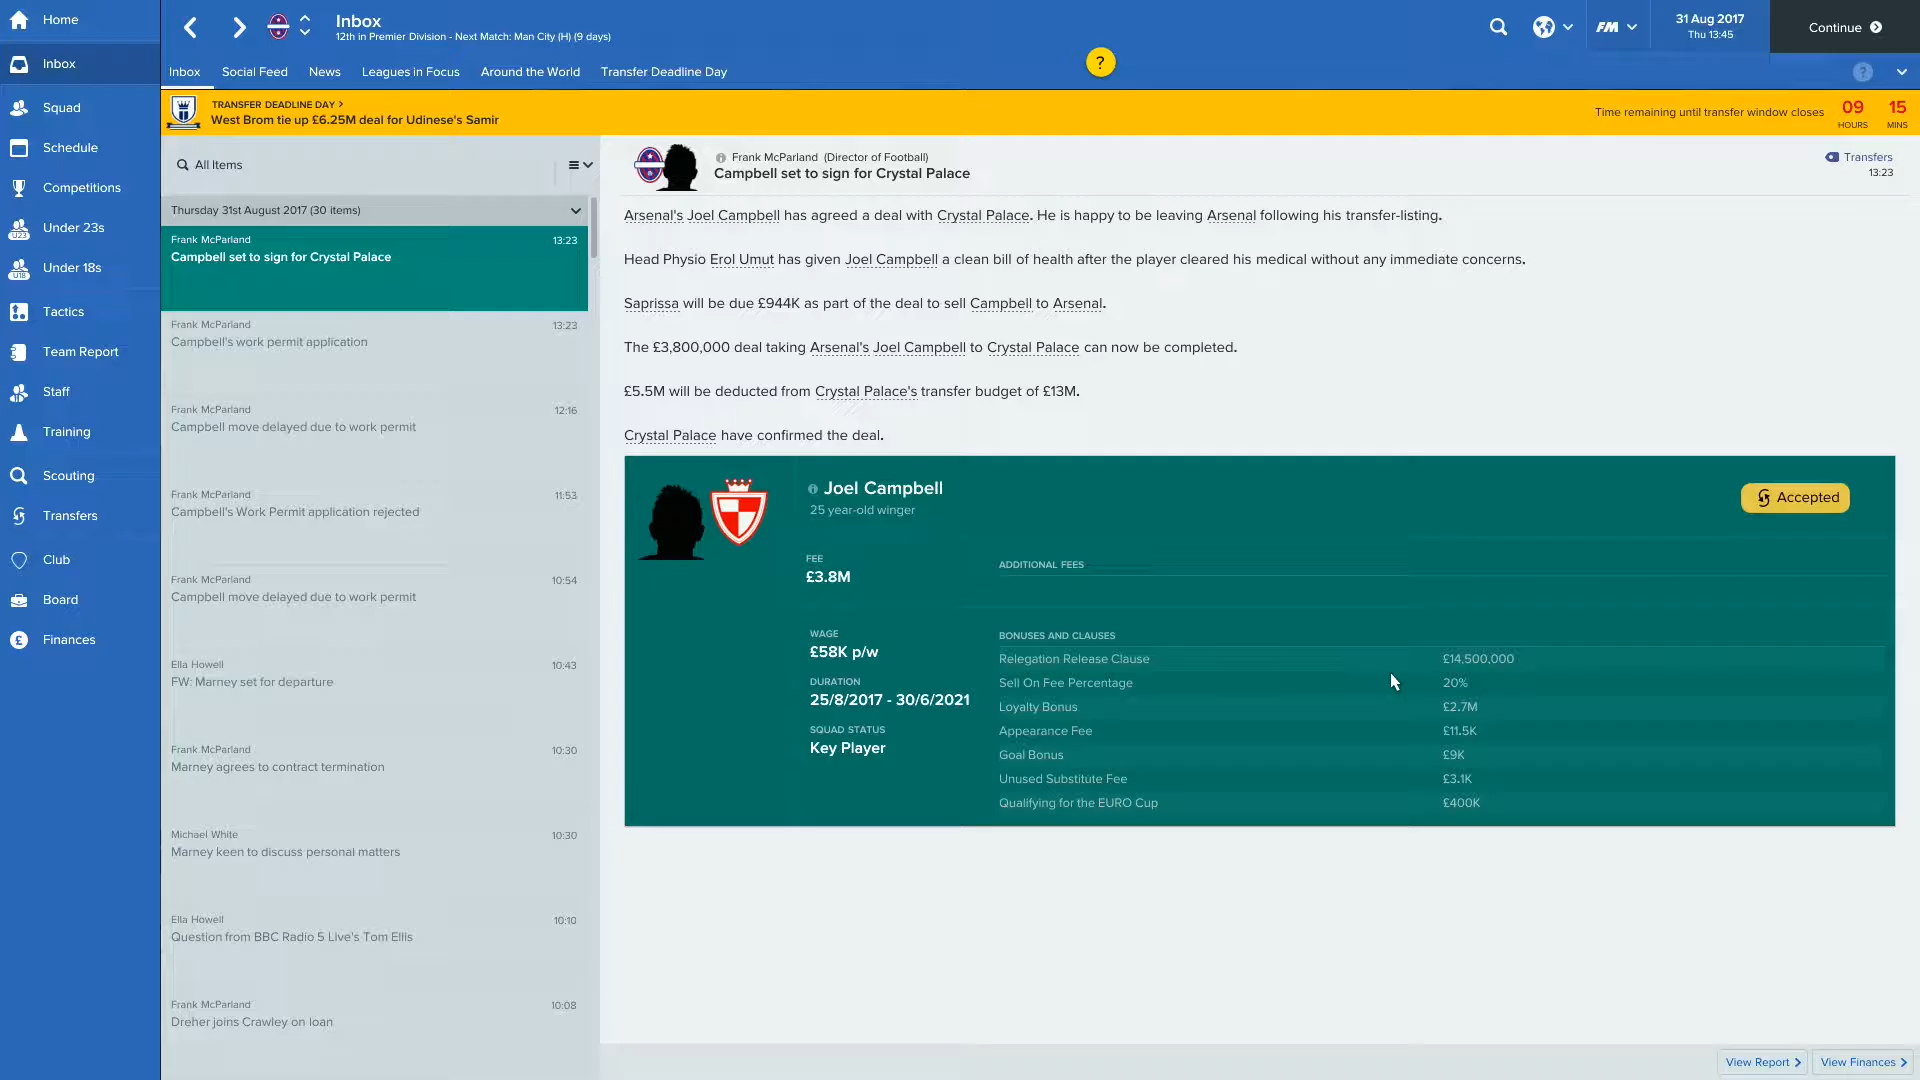 Home
Inbox
Squad
Schedule
Competitions
Under 23s
Under 18s
Tactics
Team Report
Staff
Training
Scouting
Transfers
Club
Board
Finances
Inbox
12th in Premier Division - Next Match: Man City (H) (9 days)
FM
31 Aug 2017
Thu 13:45
Continue
Inbox
Social Feed
News
Leagues in Focus
Around the World
Transfer Deadline Day
?
?
TRANSFER DEADLINE DAY >
West Brom tie up £6.25M deal for Udinese's Samir
Time remaining until transfer window closes
09
HOURS
15
MINS
All Items
Thursday 31st August 2017 (30 items)
Frank McParland 13:23
Campbell set to sign for Crystal Palace
Frank McParland 13:23
Campbell's work permit application
Frank McParland 12:16
Campbell move delayed due to work permit
Frank McParland 11:53
Campbell's Work Permit application rejected
Frank McParland 10:54
Campbell move delayed due to work permit
Ella Howell 10:43
FW: Marney set for departure
Frank McParland 10:30
Marney agrees to contract termination
Michael White 10:30
Marney keen to discuss personal matters
Ella Howell 10:10
Question from BBC Radio 5 Live's Tom Ellis
Frank McParland 10:08
Dreher joins Crawley on loan
Frank McParland (Director of Football)
Campbell set to sign for Crystal Palace
Transfers
13:23
Arsenal's Joel Campbell has agreed a deal with Crystal Palace. He is happy to be leaving Arsenal following his transfer-listing.
Head Physio Erol Umut has given Joel Campbell a clean bill of health after the player cleared his medical without any immediate concerns.
Saprissa will be due £944K as part of the deal to sell Campbell to Arsenal.
The £3,800,000 deal taking Arsenal's Joel Campbell to Crystal Palace can now be completed.
£5.5M will be deducted from Crystal Palace's transfer budget of £13M.
Crystal Palace have confirmed the deal.
Joel Campbell
25 year-old winger
Accepted
FEE
£3.8M
ADDITIONAL FEES
WAGE
£58K p/w
DURATION
25/8/2017 - 30/6/2021
SQUAD STATUS
Key Player
BONUSES AND CLAUSES
Relegation Release Clause £14,500,000
Sell On Fee Percentage 20%
Loyalty Bonus £2.7M
Appearance Fee £11.5K
Goal Bonus £9K
Unused Substitute Fee £3.1K
Qualifying for the EURO Cup £400K
View Report >
View Finances >